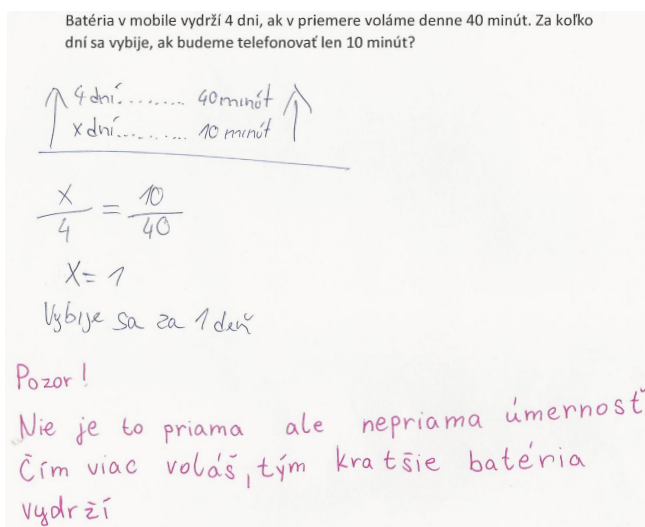 Batéria v mobile vydrží 4 dni, ak v priemere voláme denne 40 minút. Za koľko
dní sa vybije, ak budeme telefonovať len 10 minút?
4 dní......... 40 minút
x dní.......... 10 minút
x/4 = 10/40
X = 1
Vybije sa za 1 deň
Pozor!
Nie je to priama ale nepriama úmernosť
Čím viac voláš, tým kratšie batéria
vydrží